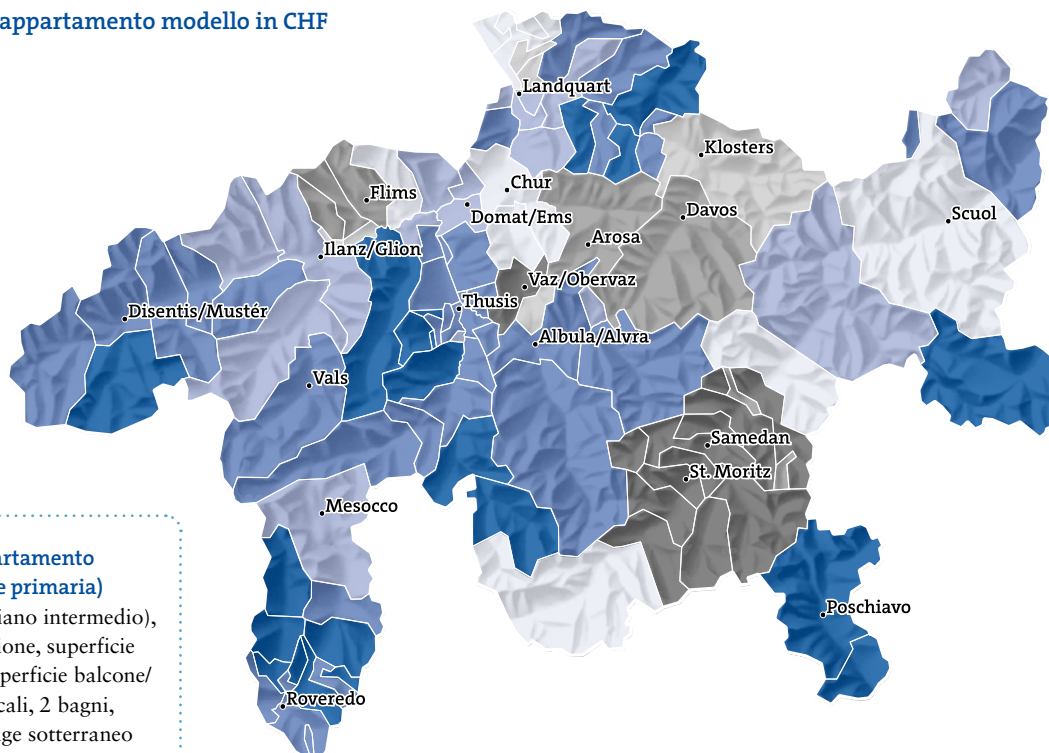 appartamento modello in CHF
Landquart
Klosters
Chur
Flims
Domat/Ems
Davos
Scuol
Arosa
Ilanz/Glion
Vaz/Obervaz
Thusis
Disentis/Mustér
Albula/Alvra
Vals
Samedan
St. Moritz
Mesocco
Poschiavo
Roveredo
artamento
e primaria)
iano intermedio),
ione, superficie
perficie balcone/
cali, 2 bagni,
ge sotterraneo